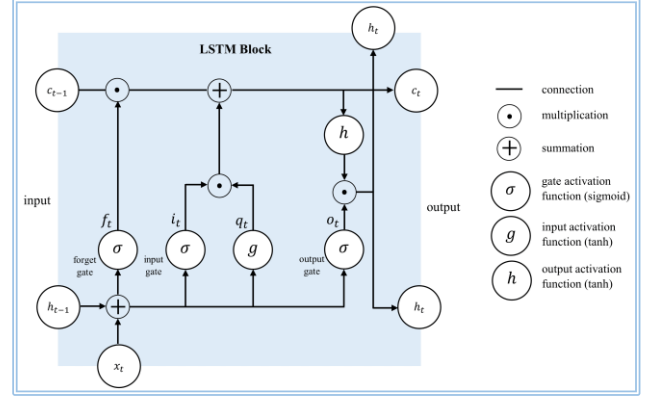 h_t
LSTM Block
c_{t−1}
c_t
h
f_t
i_t
q_t
o_t
input
output
forget
gate
σ
input
gate
σ
g
output
gate
σ
h_{t−1}
h_t
x_t
connection
multiplication
summation
σ
gate activation
function (sigmoid)
g
input activation
function (tanh)
h
output activation
function (tanh)